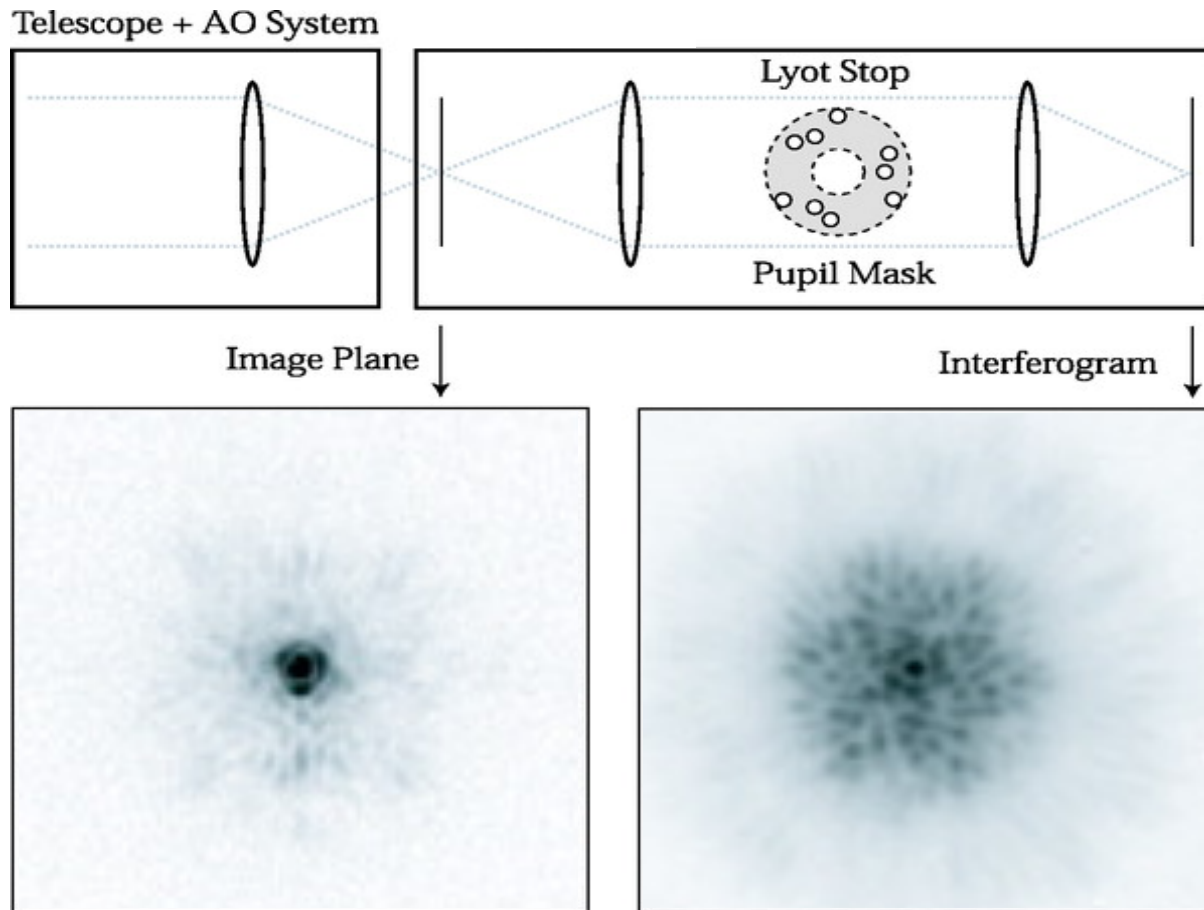 Telescope + AO System
Lyot Stop
Pupil Mask
Image Plane
Interferogram